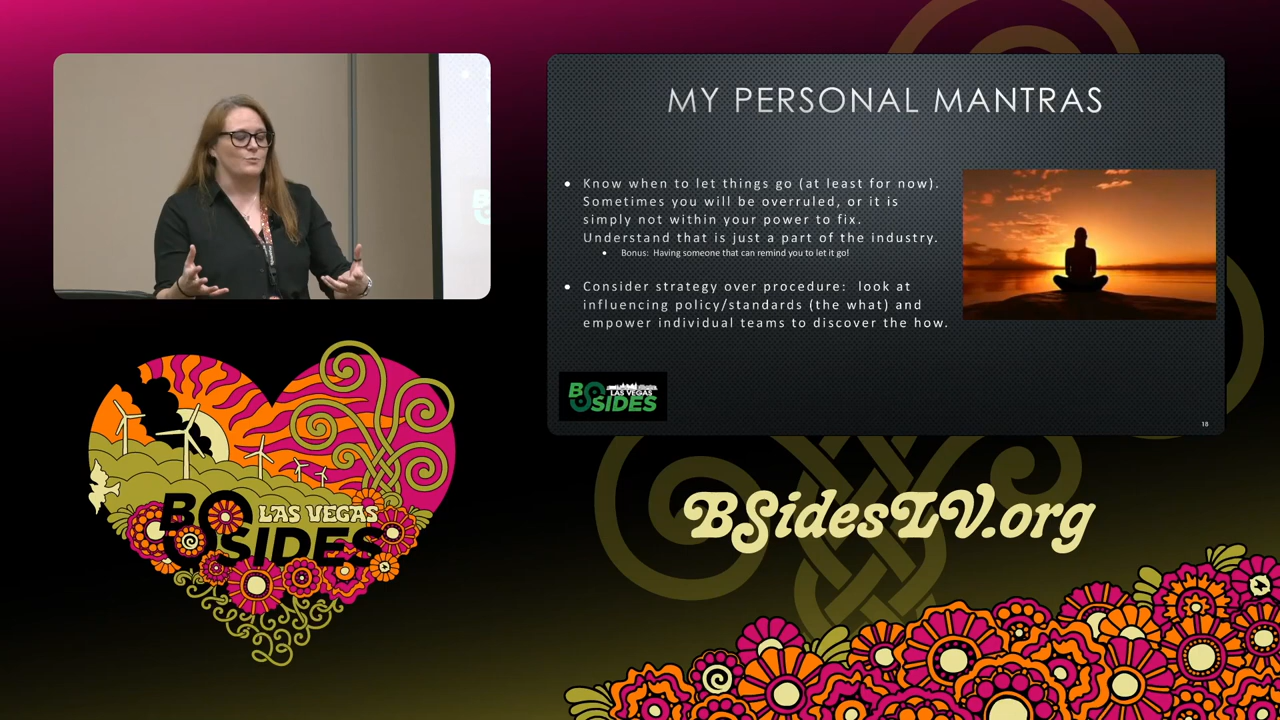 MY PERSONAL MANTRAS
Know when to let things go (at least for now).
Sometimes you will be overruled, or it is
simply not within your power to fix.
Understand that is just a part of the industry.
Bonus: Having someone that can remind you to let it go!
Consider strategy over procedure: look at
influencing policy/standards (the what) and
empower individual teams to discover the how.
BSIDES
LAS VEGAS
18
BSIDES
LAS VEGAS
BSidesLV.org